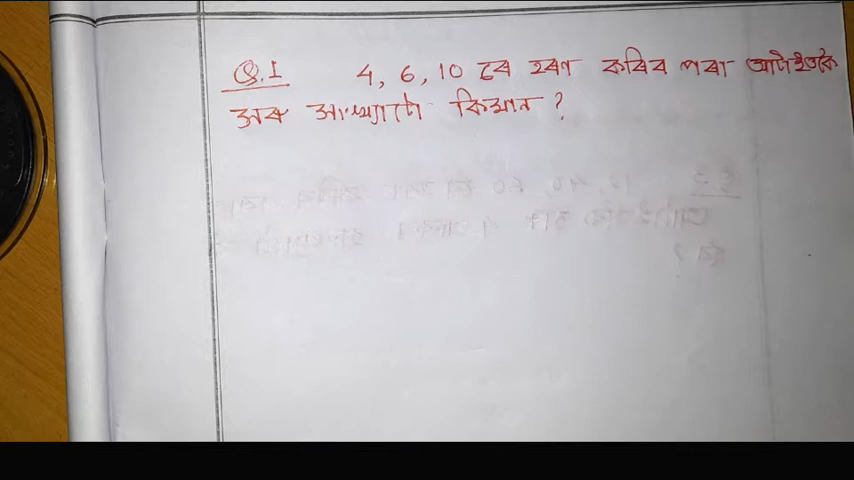 Q.1 4, 6, 10 ৰে হৰণ কৰিব পৰা আটাইতকৈ
সৰু সংখ্যাটো কিমান ?